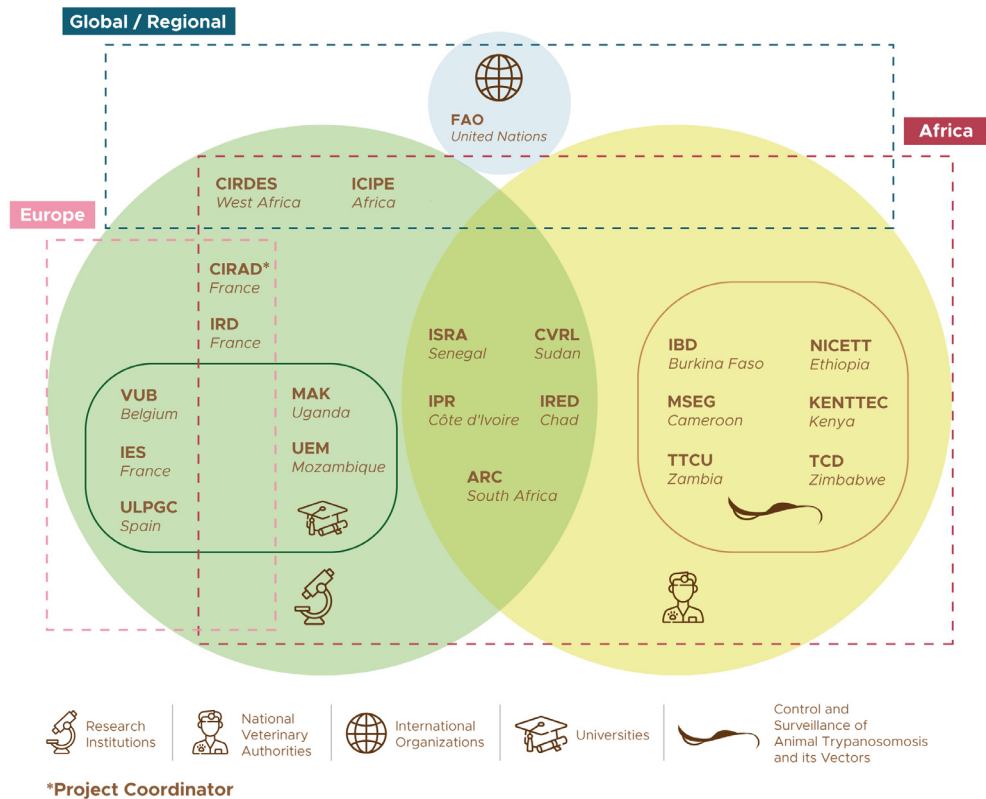 Global / Regional
FAO
United Nations
Africa
CIRDES
West Africa
ICIPE
Africa
Europe
CIRAD*
France
IRD
France
VUB
Belgium
IES
France
ULPGC
Spain
MAK
Uganda
UEM
Mozambique
ISRA
Senegal
CVRL
Sudan
IPR
Côte d'Ivoire
IRED
Chad
ARC
South Africa
IBD
Burkina Faso
NICETT
Ethiopia
MSEG
Cameroon
KENTTEC
Kenya
TTCU
Zambia
TCD
Zimbabwe
Research
Institutions
National
Veterinary
Authorities
International
Organizations
Universities
Control and
Surveillance of
Animal Trypanosomosis
and its Vectors
*Project Coordinator